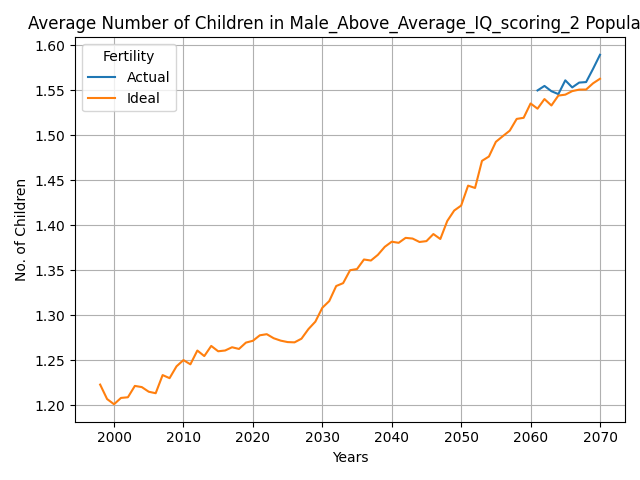 Average Number of Children in Male_Above_Average_IQ_scoring_2 Popula
Fertility
Actual
Ideal
1.60
1.55
1.50
1.45
1.40
1.35
1.30
1.25
1.20
No. of Children
2000 2010 2020 2030 2040 2050 2060 2070
Years